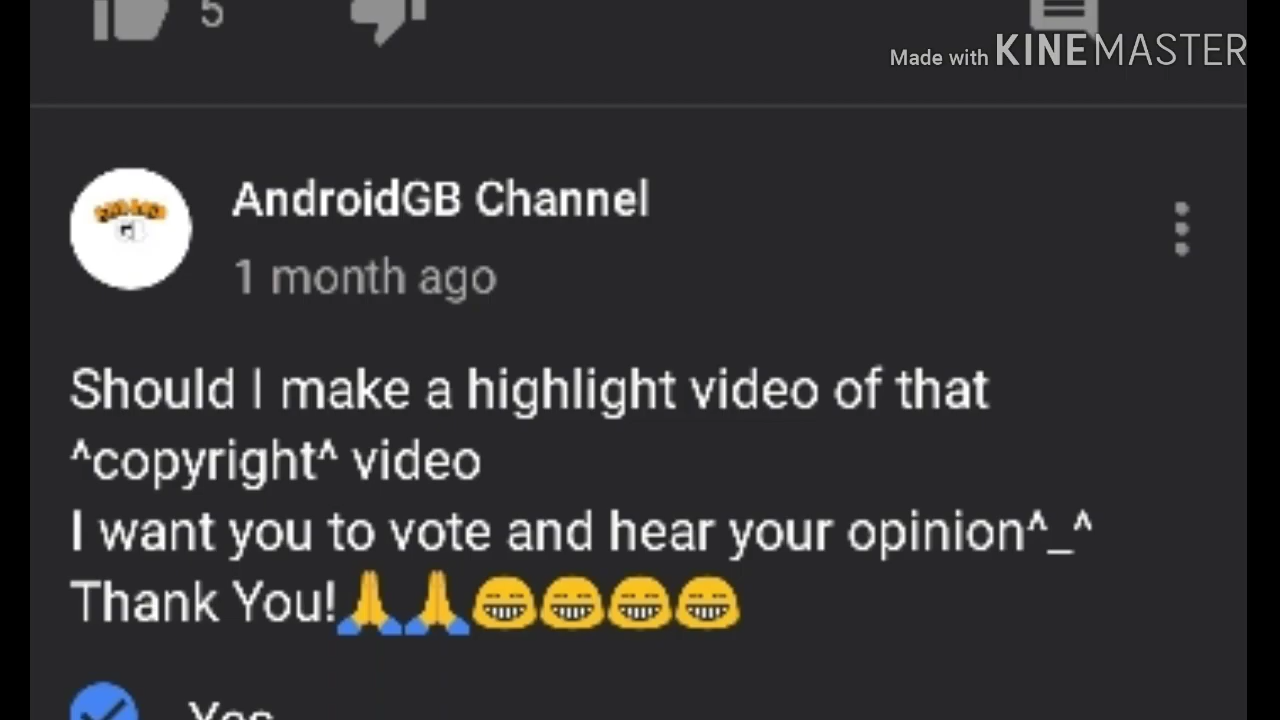 5
Made with KINEMASTER
AndroidGB Channel
1 month ago
Should I make a highlight video of that
^copyright^ video
I want you to vote and hear your opinion^_^
Thank You!🙏🙏😁😁😁😁
Yes